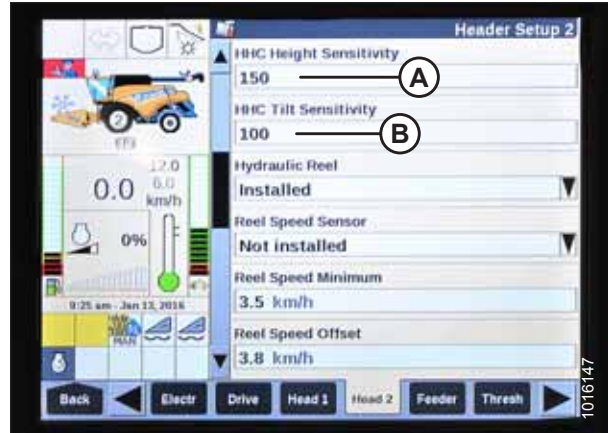 Header Setup 2
HHC Height Sensitivity
150
A
HHC Tilt Sensitivity
100
B
Hydraulic Reel
Installed
Reel Speed Sensor
Not installed
Reel Speed Minimum
3.5 km/h
Reel Speed Offset
3.8 km/h
2
12.0
6.0
0.0
km/h
0%
9:25 am - Jan 13, 2016
MAN
Back
Electr
Drive
Head 1
Head 2
Feeder
Thresh
1016147